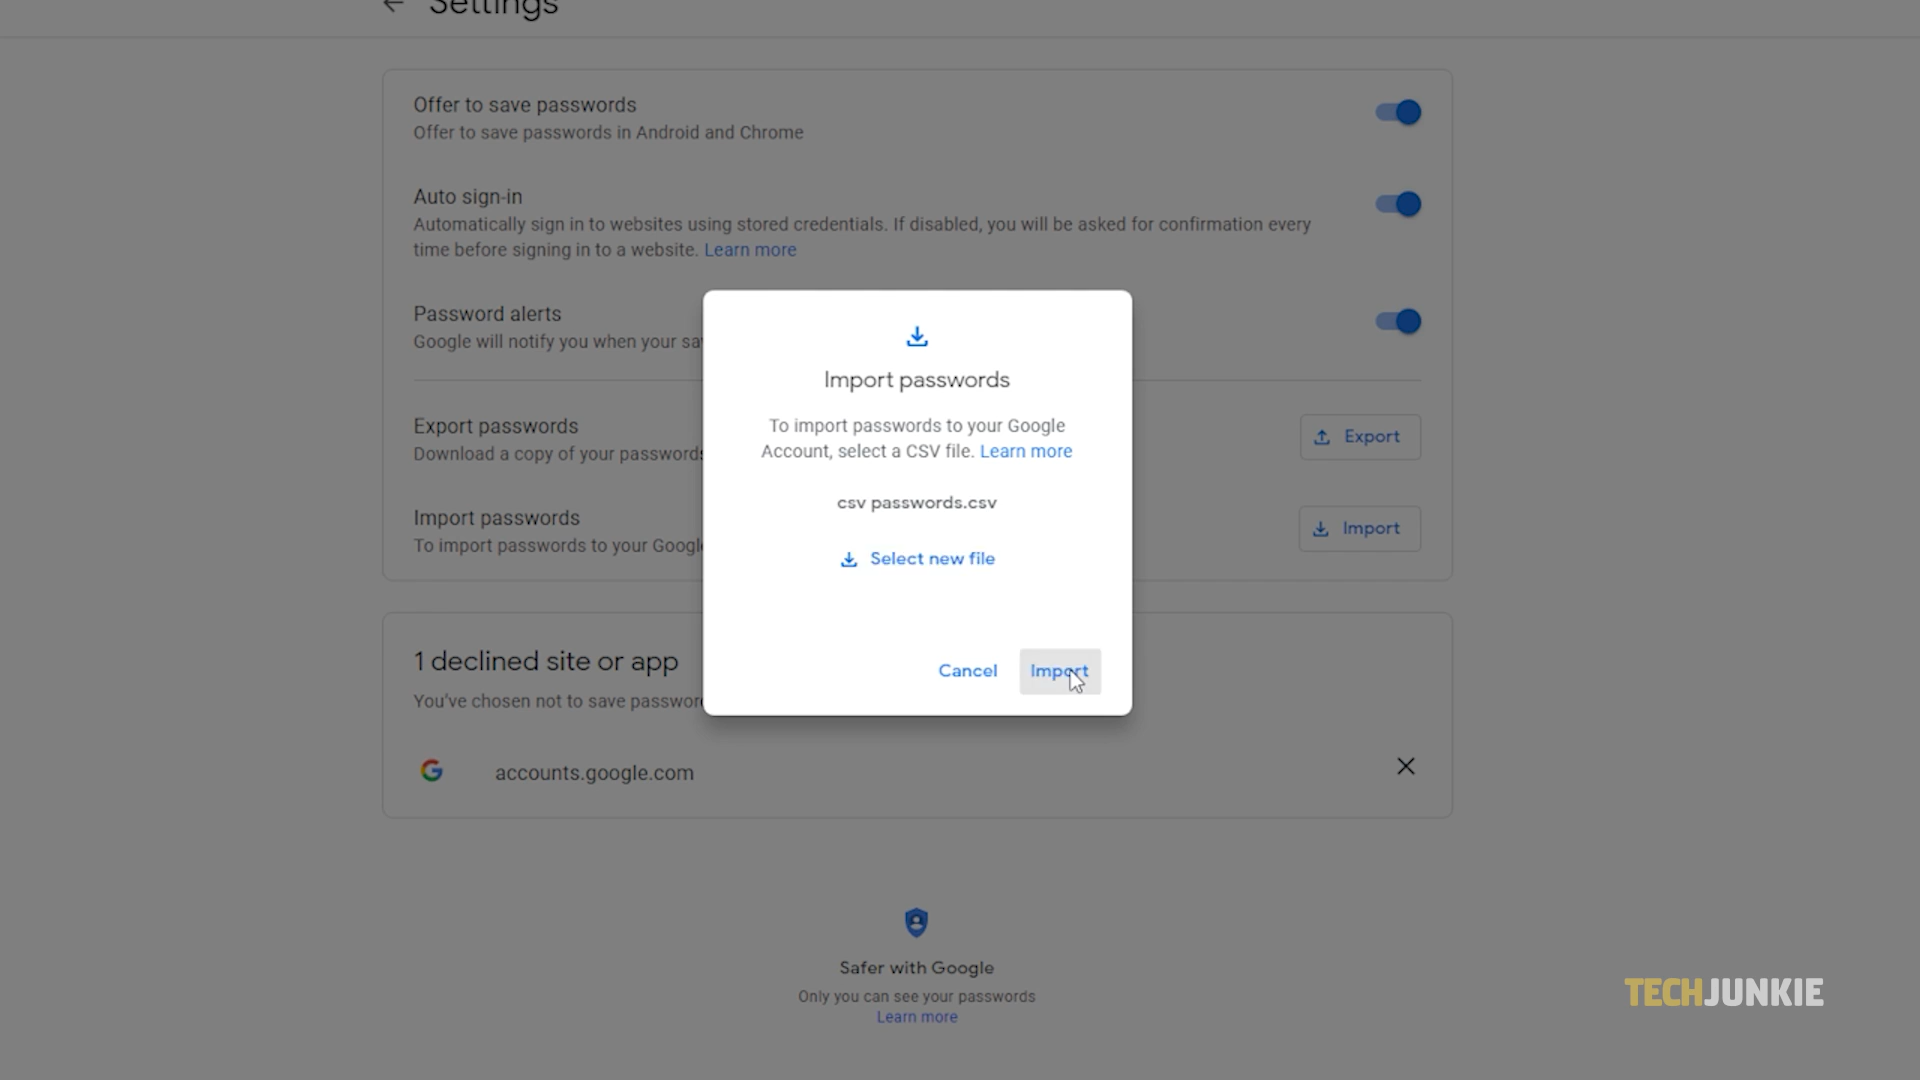 Settings
Offer to save passwords
Offer to save passwords in Android and Chrome
Auto sign-in
Automatically sign in to websites using stored credentials. If disabled, you will be asked for confirmation every
time before signing in to a website. Learn more
Password alerts
Google will notify you when your sa
Export passwords
Download a copy of your passwords
Export
Import passwords
To import passwords to your Googl
Import
Import passwords
To import passwords to your Google
Account, select a CSV file. Learn more
csv passwords.csv
Select new file
Cancel
Import
1 declined site or app
You've chosen not to save passwor
accounts.google.com
Safer with Google
Only you can see your passwords
Learn more
TECHJUNKIE